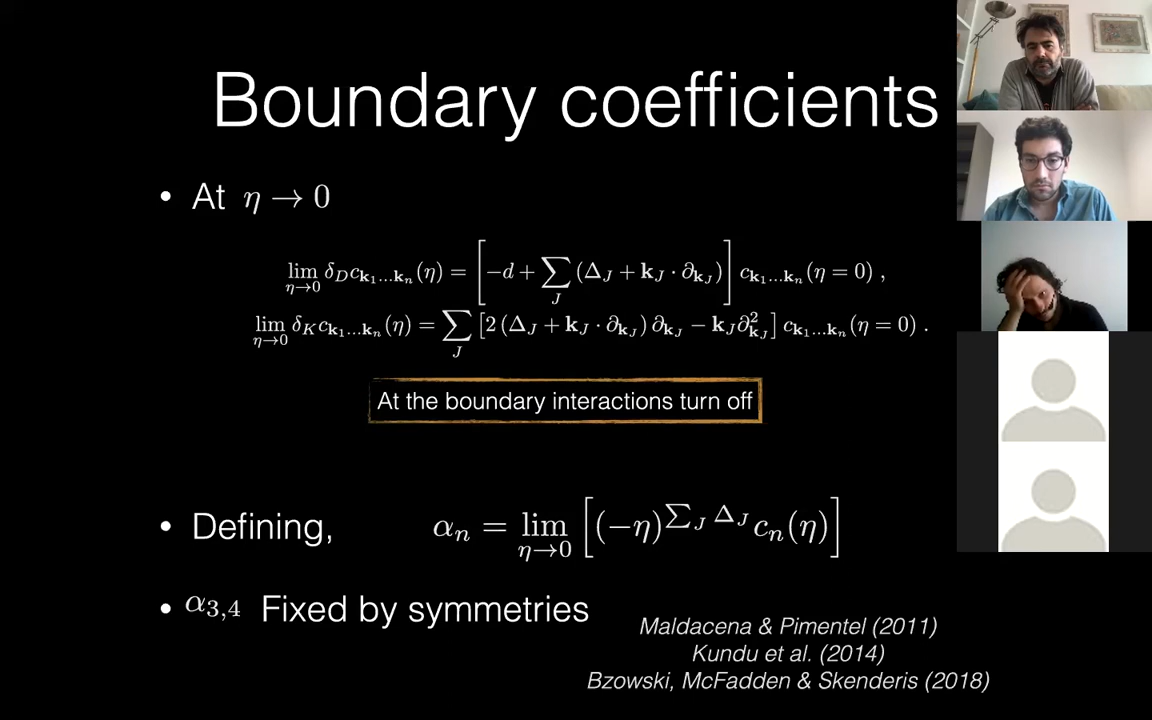 Boundary coefficients
• At η → 0
lim_{η→0} δ_D c_{𝐤_1…𝐤_n}(η) = [−d + ∑_J (Δ_J + 𝐤_J · ∂_{𝐤_J})] c_{𝐤_1…𝐤_n}(η = 0) ,
lim_{η→0} δ_K c_{𝐤_1…𝐤_n}(η) = ∑_J [2 (Δ_J + 𝐤_J · ∂_{𝐤_J}) ∂_{𝐤_J} − 𝐤_J ∂²_{𝐤_J}] c_{𝐤_1…𝐤_n}(η = 0) .
At the boundary interactions turn off
• Defining, α_n = lim_{η→0} [(−η)^{∑_J Δ_J} c_n(η)]
• α_{3,4} Fixed by symmetries
Maldacena & Pimentel (2011)
Kundu et al. (2014)
Bzowski, McFadden & Skenderis (2018)